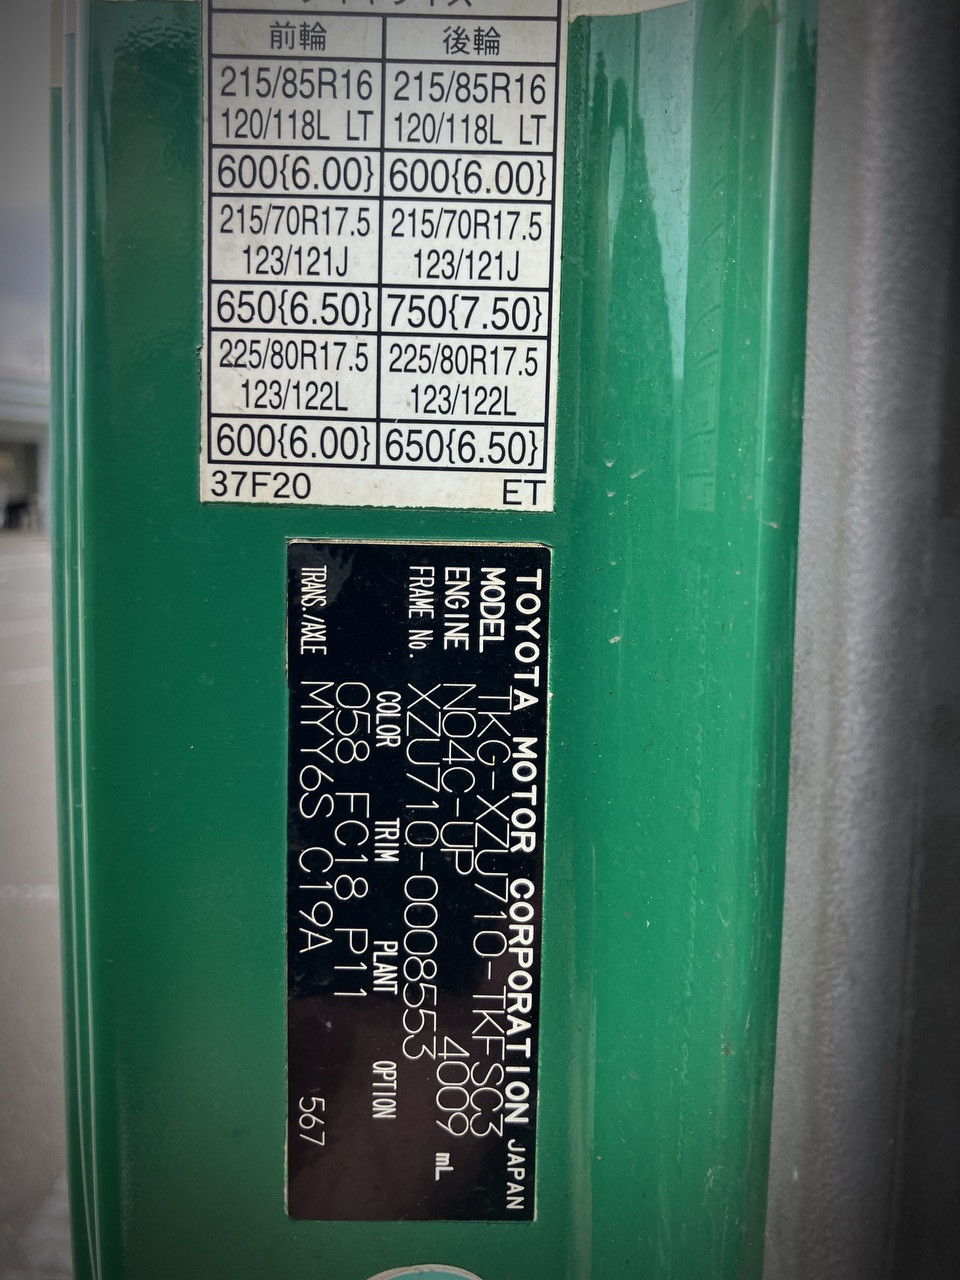 前輪 後輪
215/85R16 215/85R16
120/118L LT 120/118L LT
600{6.00} 600{6.00}
215/70R17.5 215/70R17.5
123/121J 123/121J
650{6.50} 750{7.50}
225/80R17.5 225/80R17.5
123/122L 123/122L
600{6.00} 650{6.50}
37F20 ET
TOYOTA MOTOR CORPORATION JAPAN
MODEL TKG-XZU710-TKFSC3
ENGINE N04C-UP 4009 mL
FRAME No. XZU710-0008553
COLOR TRIM PLANT OPTION
058 FC18 P11
TRANS./AXLE MYY6S C19A 567